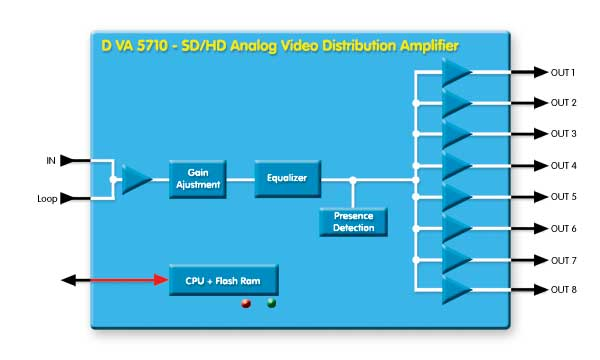 D VA 5710 - SD/HD Analog Video Distribution Amplifier
OUT 1
OUT 2
OUT 3
IN
OUT 4
Gain
Ajustment
Equalizer
Loop
OUT 5
Presence
Detection
OUT 6
OUT 7
CPU + Flash Ram
OUT 8